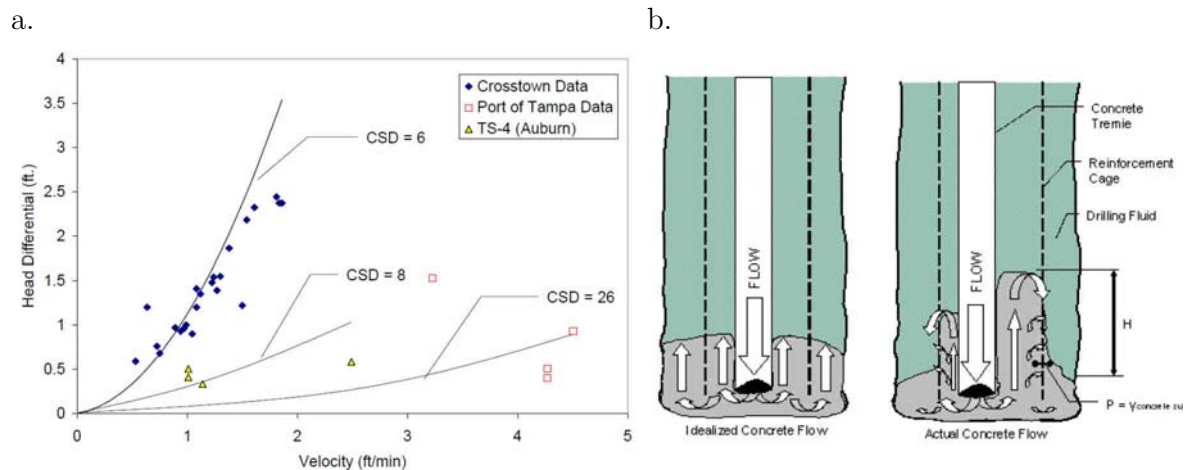 a.
b.
4
3.5
3
2.5
2
1.5
1
0.5
0
Head Differential (ft.)
0 1 2 3 4 5
Velocity (ft/min)
Crosstown Data
Port of Tampa Data
TS-4 (Auburn)
CSD = 6
CSD = 8
CSD = 26
FLOW
Idealized Concrete Flow
FLOW
Actual Concrete Flow
Concrete
Tremie
Reinforcement
Cage
Drilling Fluid
H
P = γconcrete su